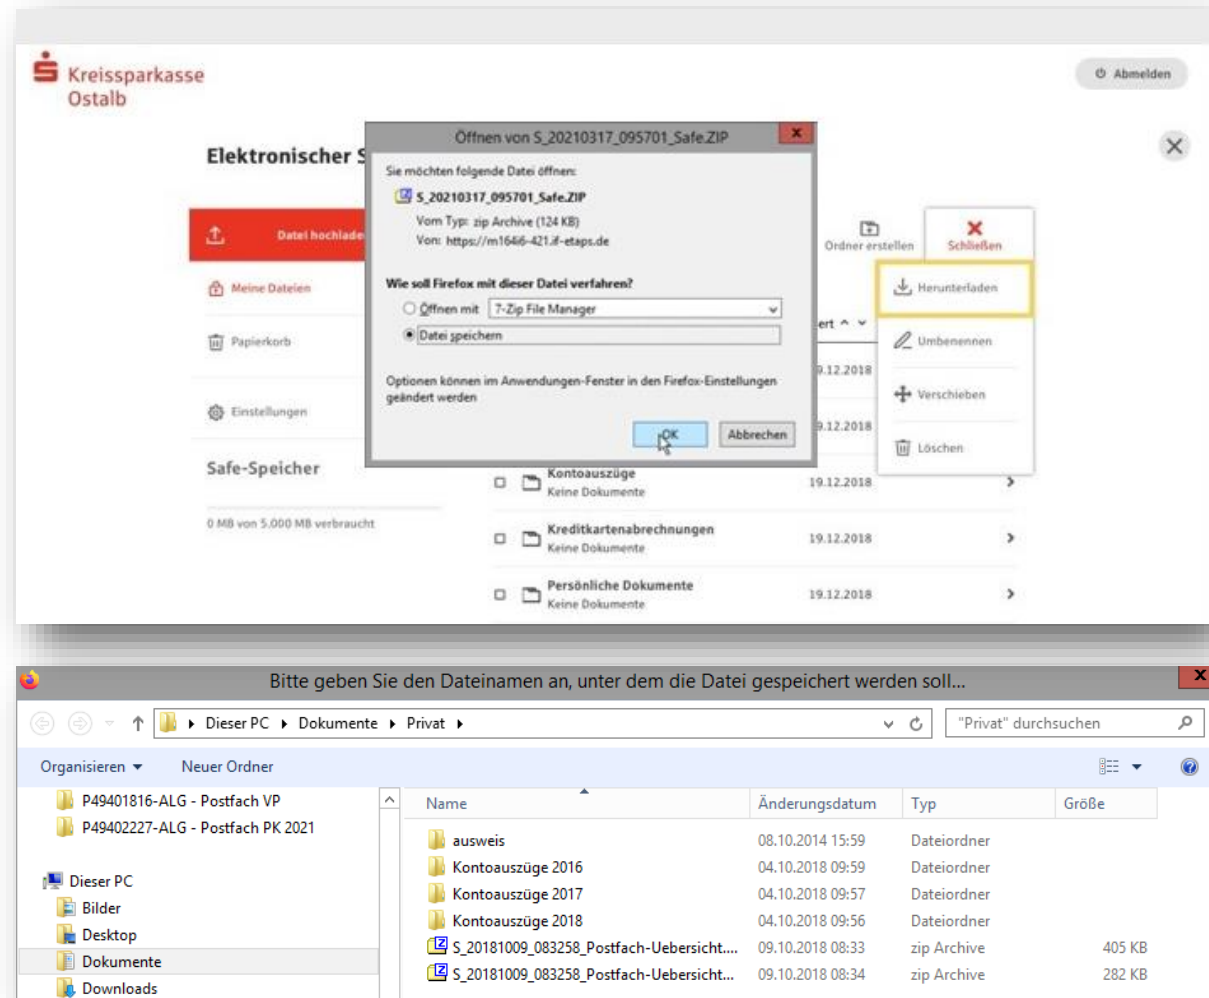 Kreissparkasse
Ostalb
Abmelden
Öffnen von S_20210317_095701_Safe.ZIP
Elektronischer S
Sie möchten folgende Datei öffnen:
S_20210317_095701_Safe.ZIP
Vom Typ: zip Archive (124 KB)
Von: https://m164i6-421.if-etaps.de
Wie soll Firefox mit dieser Datei verfahren?
Öffnen mit 7-Zip File Manager
Datei speichern
Optionen können im Anwendungen-Fenster in den Firefox-Einstellungen
geändert werden
OK Abbrechen
Datei hochlade
Meine Dateien
Papierkorb
Einstellungen
Safe-Speicher
0 MB von 5.000 MB verbraucht
Ordner erstellen
Schließen
Herunterladen
Umbenennen
Verschieben
Löschen
ert
9.12.2018
9.12.2018
Kontoauszüge 19.12.2018
Keine Dokumente
Kreditkartenabrechnungen 19.12.2018
Keine Dokumente
Persönliche Dokumente 19.12.2018
Keine Dokumente
Bitte geben Sie den Dateinamen an, unter dem die Datei gespeichert werden soll...
Dieser PC Dokumente Privat
"Privat" durchsuchen
Organisieren Neuer Ordner
P49401816-ALG - Postfach VP
P49402227-ALG - Postfach PK 2021
Dieser PC
Bilder
Desktop
Dokumente
Downloads
Name Änderungsdatum Typ Größe
ausweis 08.10.2014 15:59 Dateiordner
Kontoauszüge 2016 04.10.2018 09:59 Dateiordner
Kontoauszüge 2017 04.10.2018 09:57 Dateiordner
Kontoauszüge 2018 04.10.2018 09:56 Dateiordner
S_20181009_083258_Postfach-Uebersicht.... 09.10.2018 08:33 zip Archive 405 KB
S_20181009_083258_Postfach-Uebersicht... 09.10.2018 08:34 zip Archive 282 KB